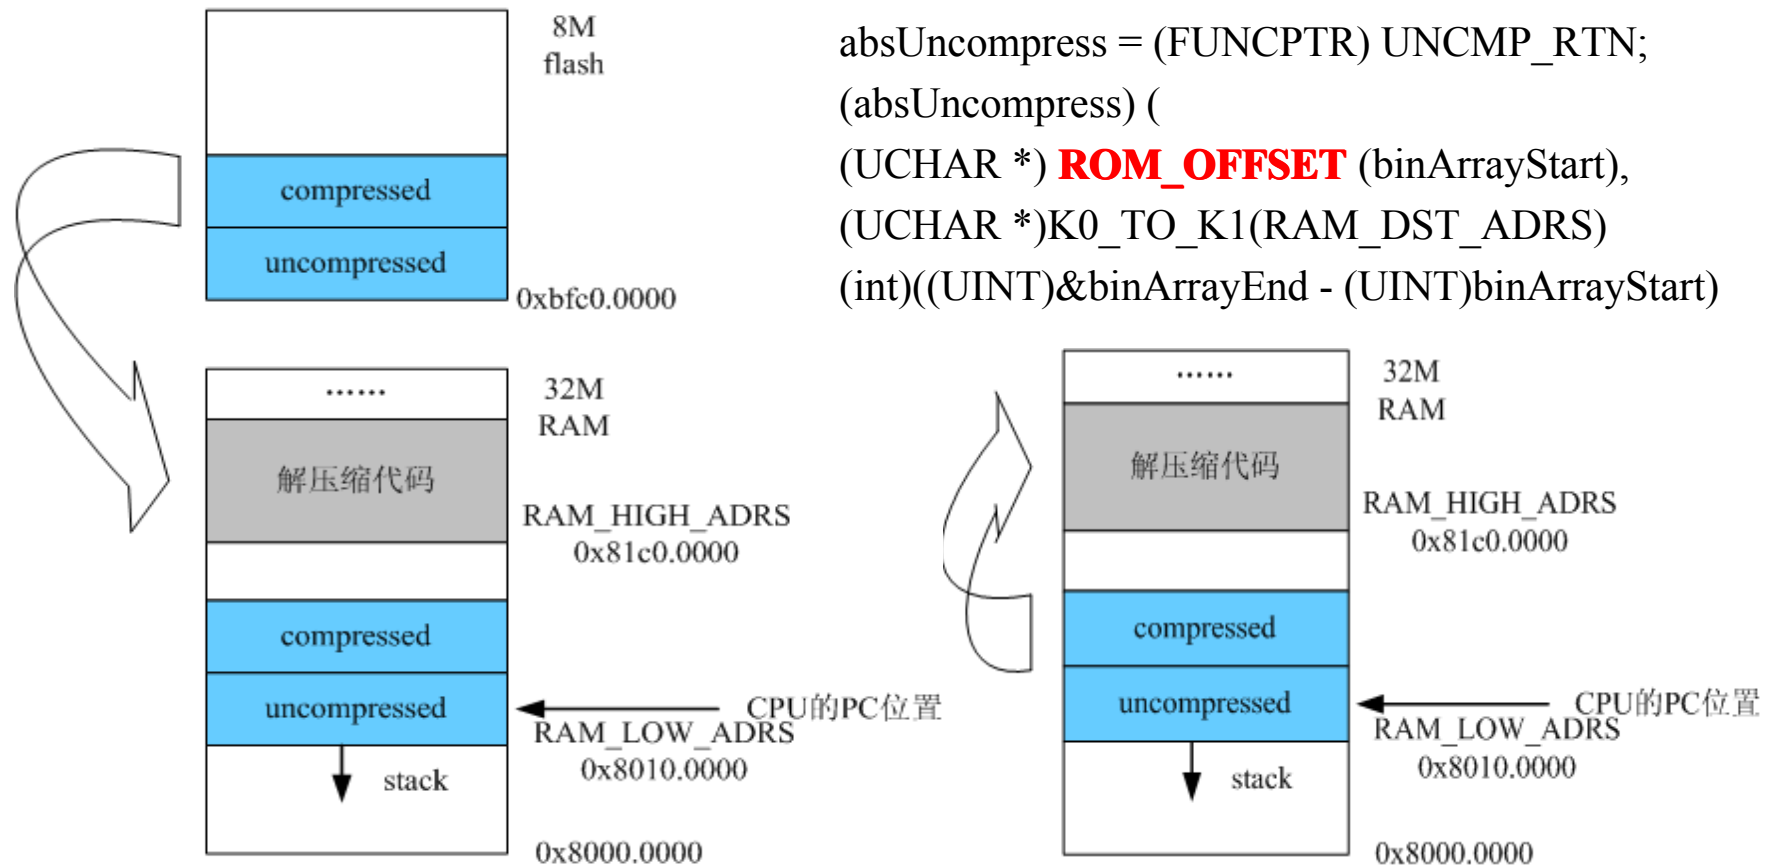 8M
flash
compressed
uncompressed
0xbfc0.0000
absUncompress = (FUNCPTR) UNCMP_RTN;
(absUncompress) (
(UCHAR *) ROM_OFFSET (binArrayStart),
(UCHAR *)K0_TO_K1(RAM_DST_ADRS)
(int)((UINT)&binArrayEnd - (UINT)binArrayStart)
......
32M
RAM
解压缩代码
RAM_HIGH_ADRS
0x81c0.0000
compressed
uncompressed
CPU的PC位置
RAM_LOW_ADRS
0x8010.0000
stack
0x8000.0000
......
32M
RAM
解压缩代码
RAM_HIGH_ADRS
0x81c0.0000
compressed
uncompressed
CPU的PC位置
RAM_LOW_ADRS
0x8010.0000
stack
0x8000.0000